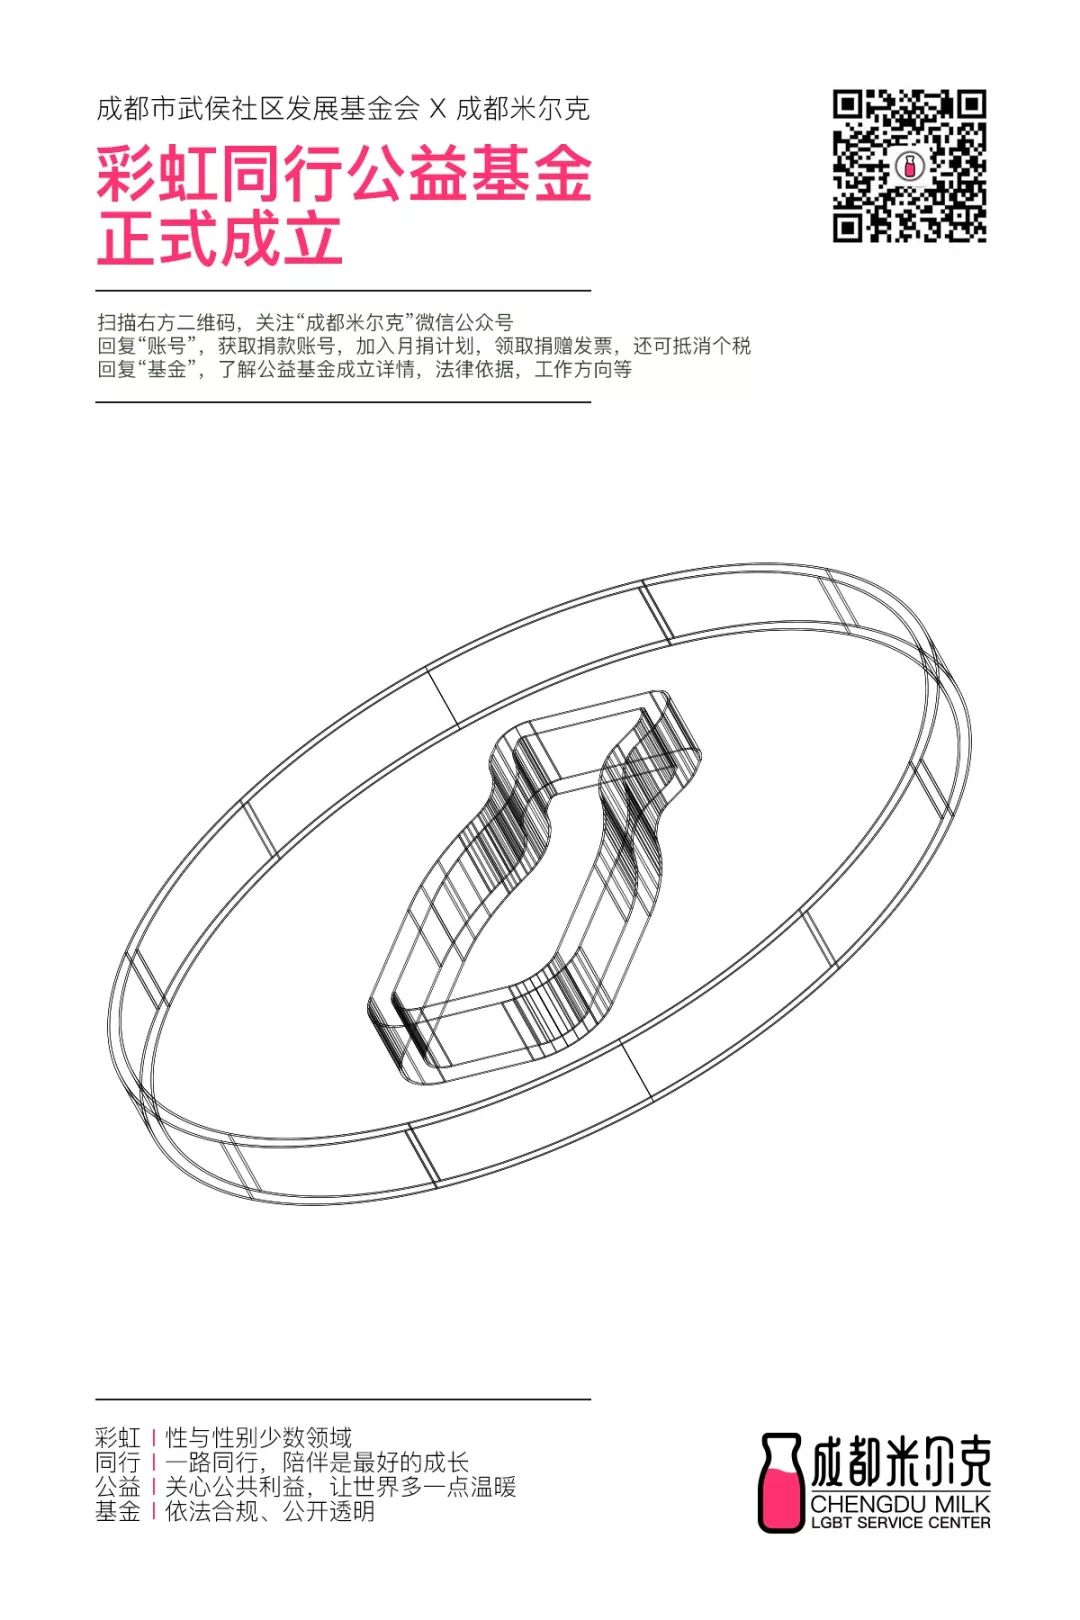 成都市武侯社区发展基金会 X 成都米尔克
彩虹同行公益基金
正式成立
扫描右方二维码，关注“成都米尔克”微信公众号
回复“账号”，获取捐款账号，加入月捐计划，领取捐赠发票，还可抵消个税
回复“基金”，了解公益基金成立详情，法律依据，工作方向等
彩虹 | 性与性别少数领域
同行 | 一路同行，陪伴是最好的成长
公益 | 关心公共利益，让世界多一点温暖
基金 | 依法合规、公开透明
成都米尔克
CHENGDU MILK
LGBT SERVICE CENTER